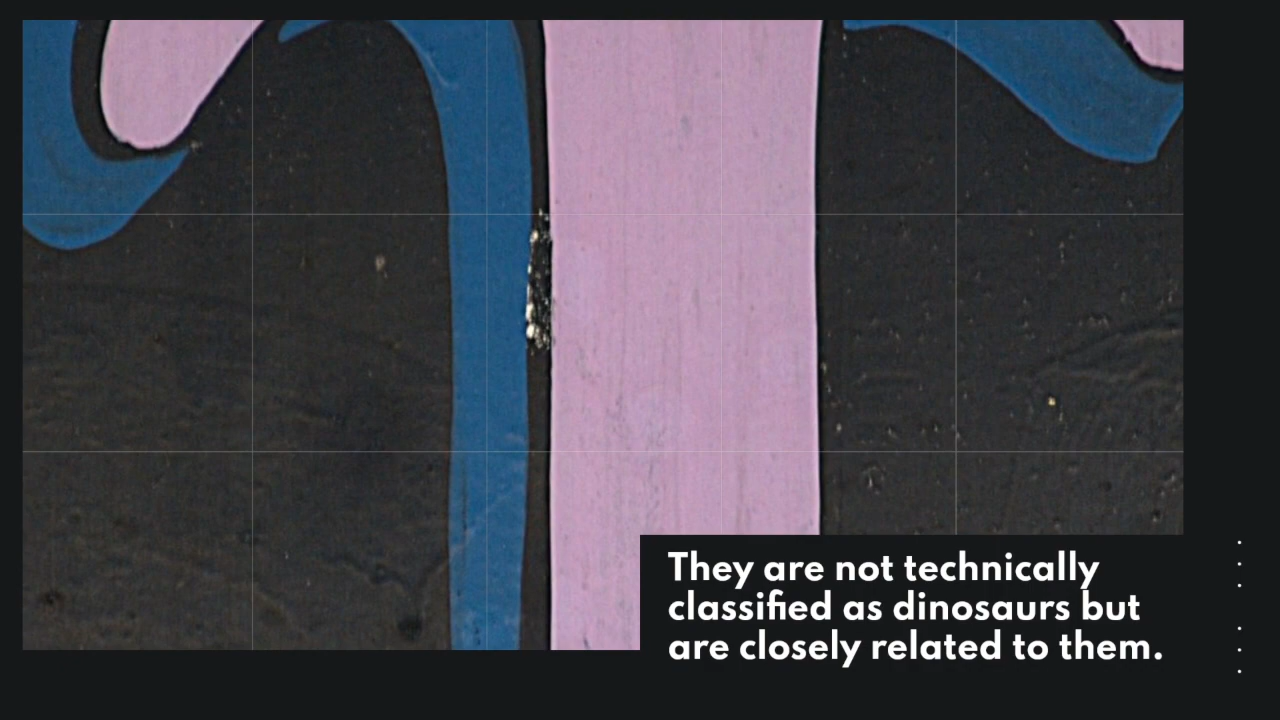 They are not technically
classified as dinosaurs but
are closely related to them.